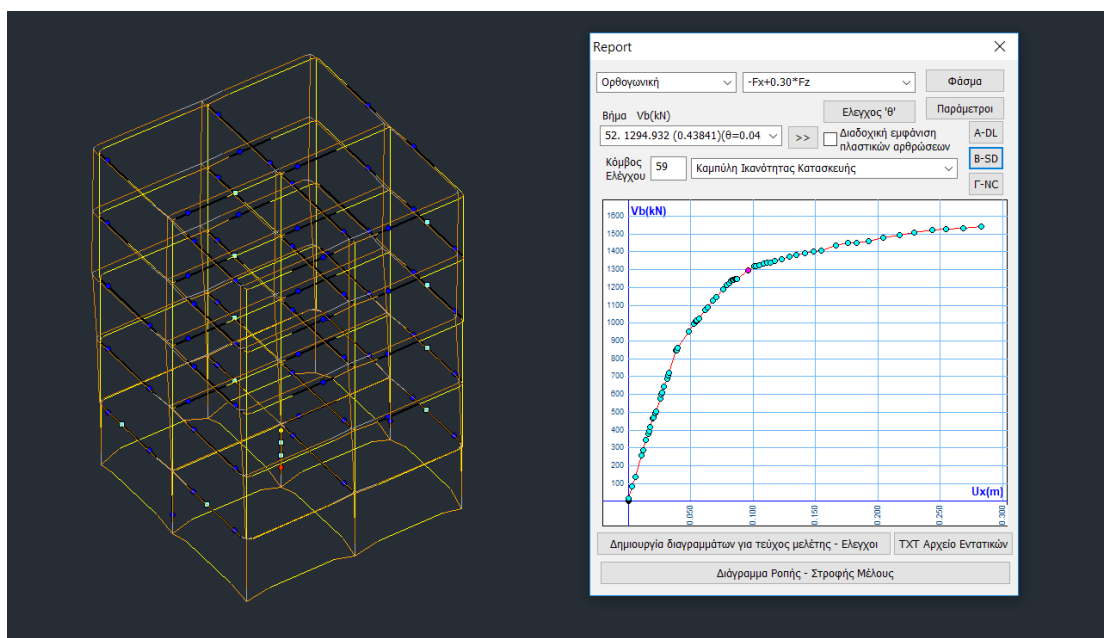 Report
Ορθογωνική -Fx+0.30*Fz Φάσμα
Ελεγχος 'θ' Παράμετροι
Βήμα Vb(kN)
52. 1294.932 (0.43841)(θ=0.04 >> Διαδοχική εμφάνιση πλαστικών αρθρώσεων A-DL
B-SD
Κόμβος Ελέγχου 59 Καμπύλη Ικανότητας Κατασκευής
Γ-NC
Vb(kN)
1600
1500
1400
1300
1200
1100
1000
900
800
700
600
500
400
300
200
100
Ux(m)
0.050 0.100 0.150 0.200 0.250 0.300
Δημιουργία διαγραμμάτων για τεύχος μελέτης - Ελεγχοι TXT Αρχείο Εντατικών
Διάγραμμα Ροπής - Στροφής Μέλους